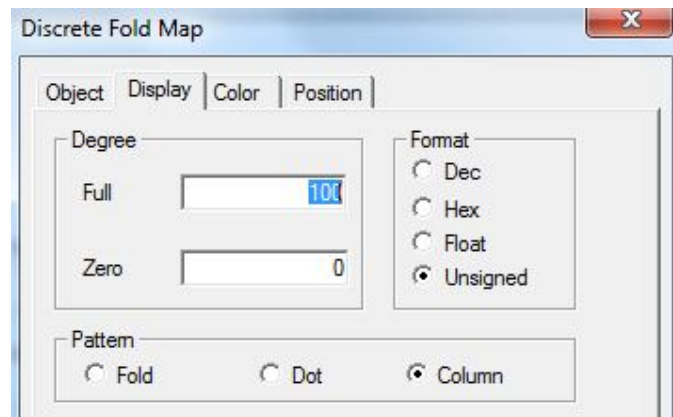 Discrete Fold Map
Object Display Color Position
Degree
Full 100
Zero 0
Format
Dec
Hex
Float
Unsigned
Pattern
Fold Dot Column